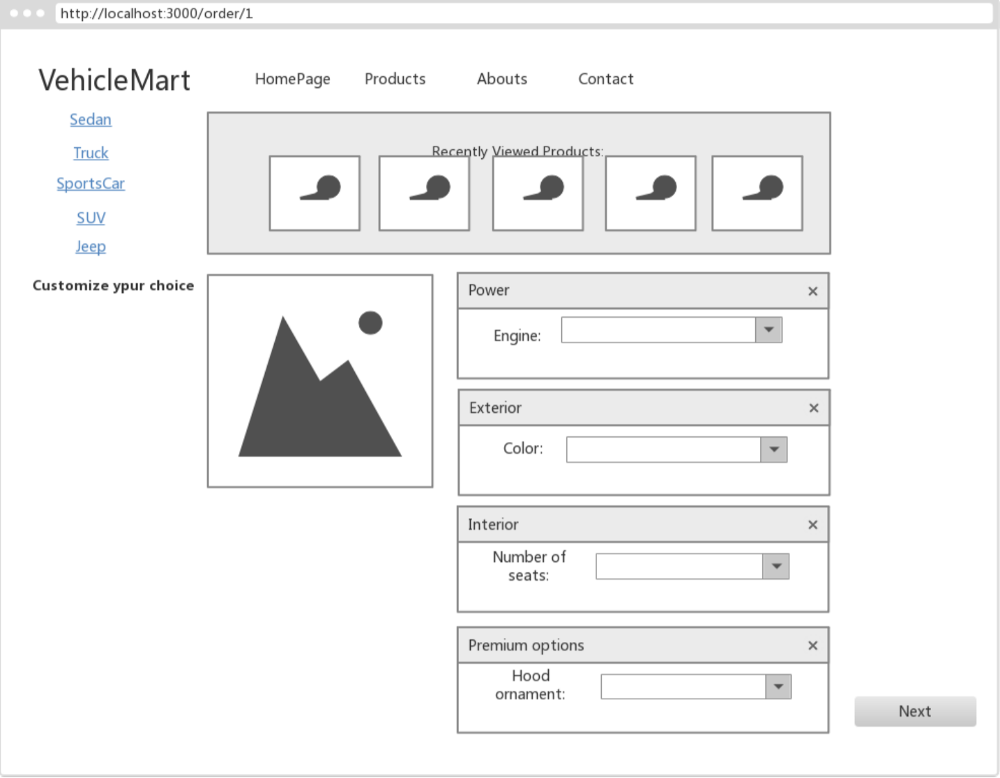 http://localhost:3000/order/1
VehicleMart
HomePage
Products
Abouts
Contact
Sedan
Truck
SportsCar
SUV
Jeep
Recently Viewed Products:
Customize ypur choice
Power
Engine:
Exterior
Color:
Interior
Number of
seats:
Premium options
Hood
ornament:
Next